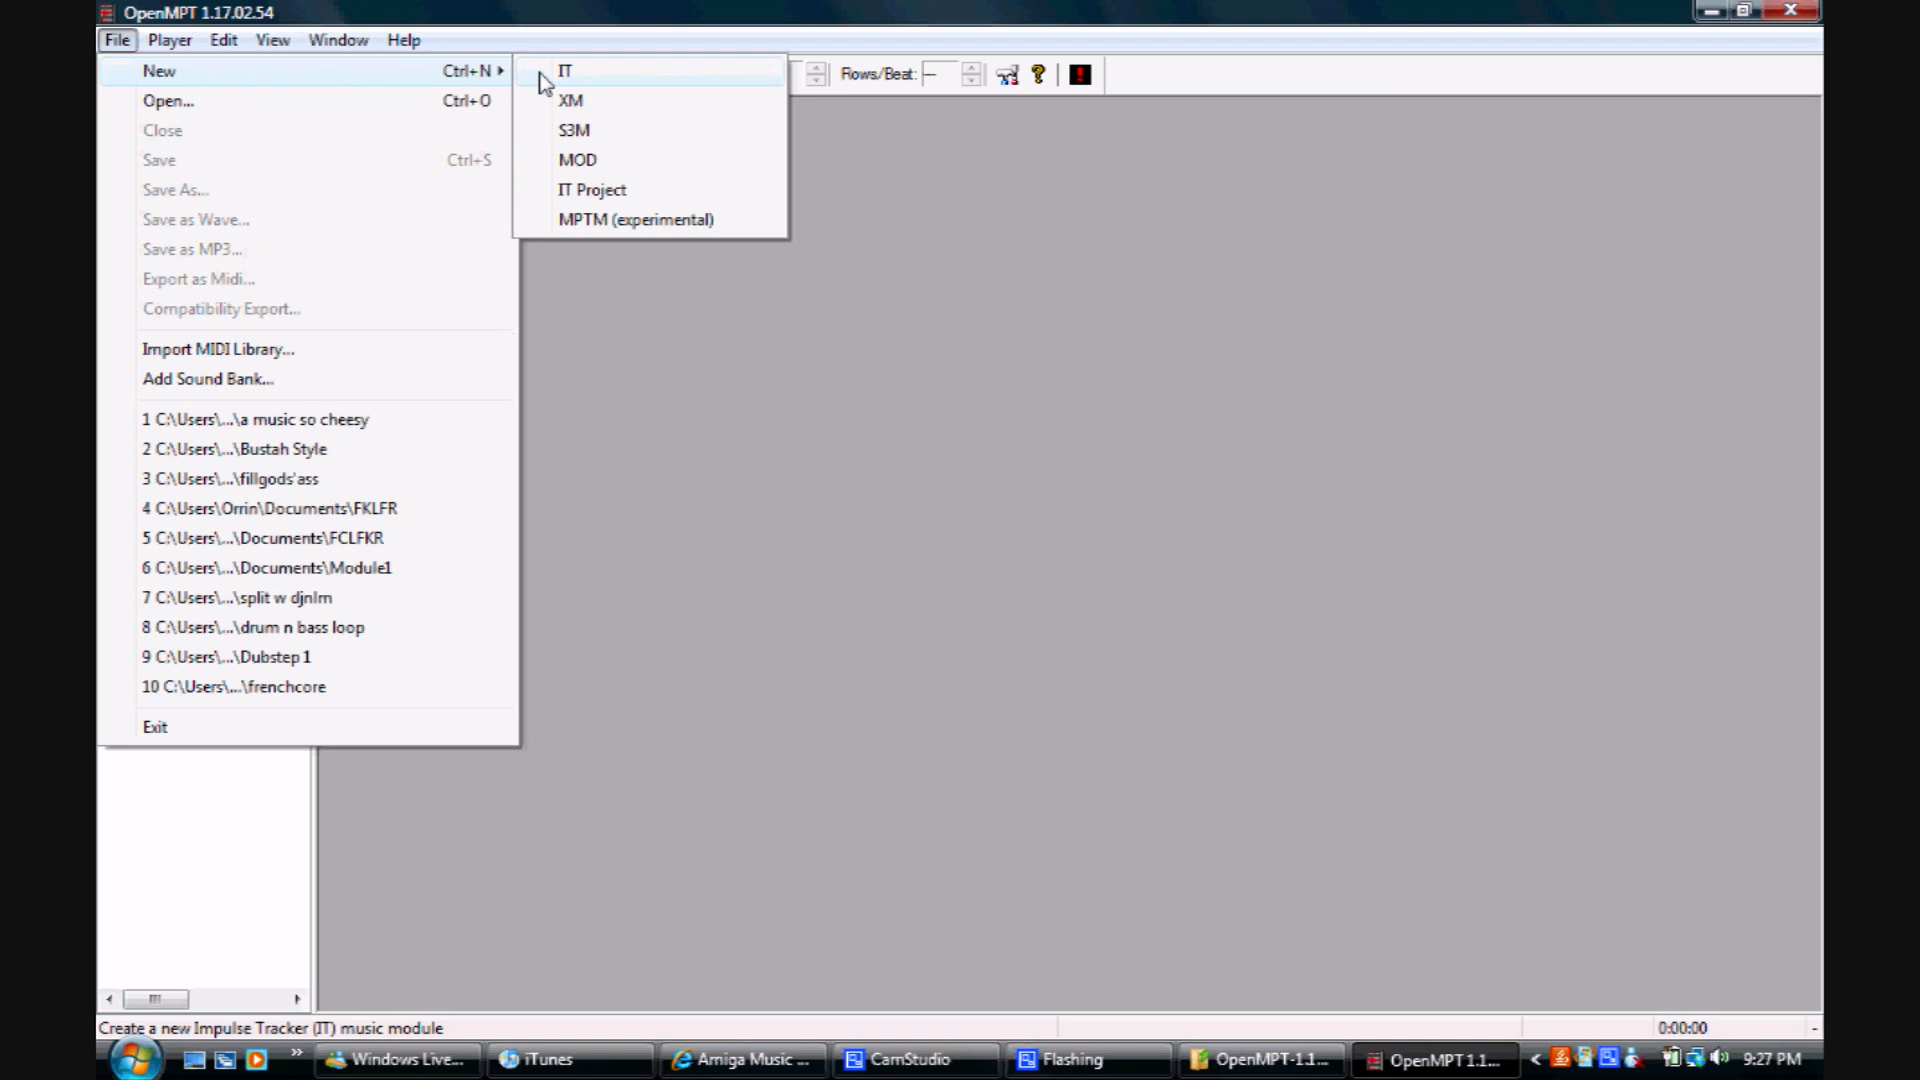 OpenMPT 1.17.02.54
File Player Edit View Window Help
New Ctrl+N
Open... Ctrl+O
Close
Save Ctrl+S
Save As...
Save as Wave...
Save as MP3...
Export as Midi...
Compatibility Export...
Import MIDI Library...
Add Sound Bank...
1 C:\Users\...\a music so cheesy
2 C:\Users\...\Bustah Style
3 C:\Users\...\fillgods'ass
4 C:\Users\Orrin\Documents\FKLFR
5 C:\Users\...\Documents\FCLFKR
6 C:\Users\...\Documents\Module1
7 C:\Users\...\split w djnlm
8 C:\Users\...\drum n bass loop
9 C:\Users\...\Dubstep 1
10 C:\Users\...\frenchcore
Exit
IT
XM
S3M
MOD
IT Project
MPTM (experimental)
Rows/Beat: ---
Create a new Impulse Tracker (IT) music module 0:00:00 -
Windows Live... iTunes Amiga Music ... CamStudio Flashing OpenMPT-1.1... OpenMPT 1.1... 9:27 PM